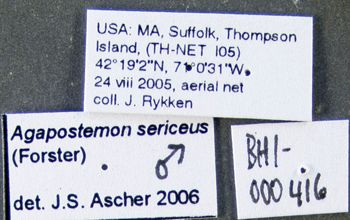 USA: MA, Suffolk, Thompson
Island, (TH-NET I05)
42°19'2"N, 71°0'31"W.
24 viii 2005, aerial net
coll. J. Rykken
Agapostemon sericeus
(Forster)
♂
det. J.S. Ascher 2006
BHI-
000416